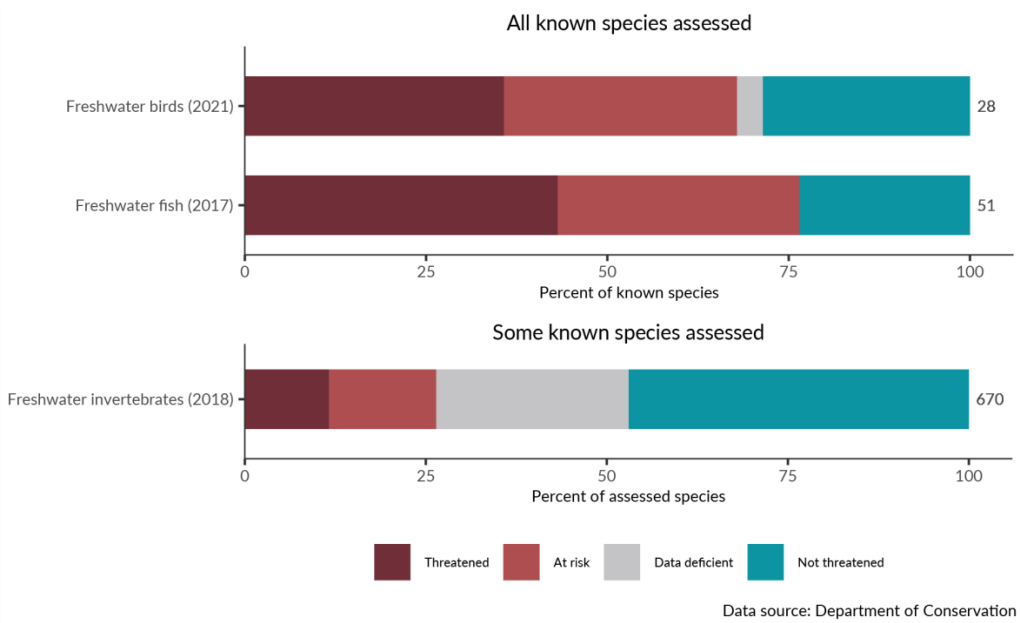 All known species assessed
Freshwater birds (2021)
28
Freshwater fish (2017)
51
0 25 50 75 100
Percent of known species
Some known species assessed
Freshwater invertebrates (2018)
670
0 25 50 75 100
Percent of assessed species
Threatened At risk Data deficient Not threatened
Data source: Department of Conservation